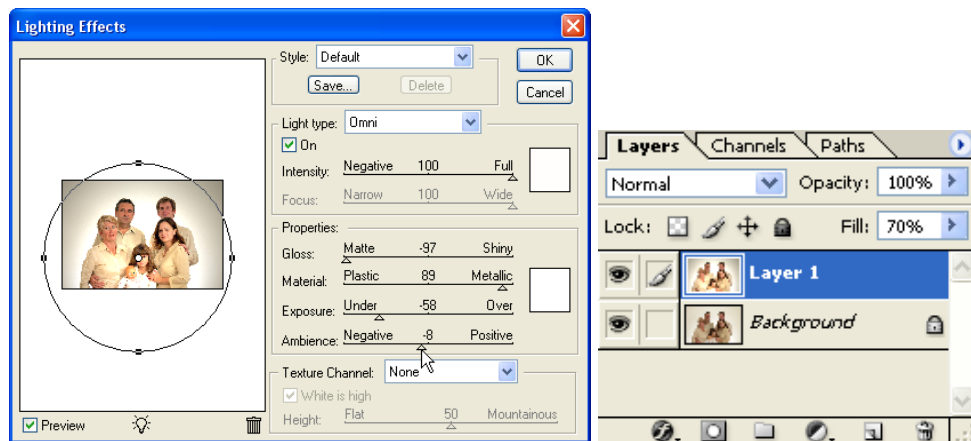 Lighting Effects
Style: Default
OK
Save... Delete
Cancel
Light type: Omni
On
Intensity: Negative 100 Full
Focus: Narrow 100 Wide
Properties:
Gloss: Matte -97 Shiny
Material: Plastic 89 Metallic
Exposure: Under -58 Over
Ambience: Negative -8 Positive
Texture Channel: None
White is high
Height: Flat 50 Mountainous
Preview
Layers Channels Paths
Normal Opacity: 100%
Lock: Fill: 70%
Layer 1
Background